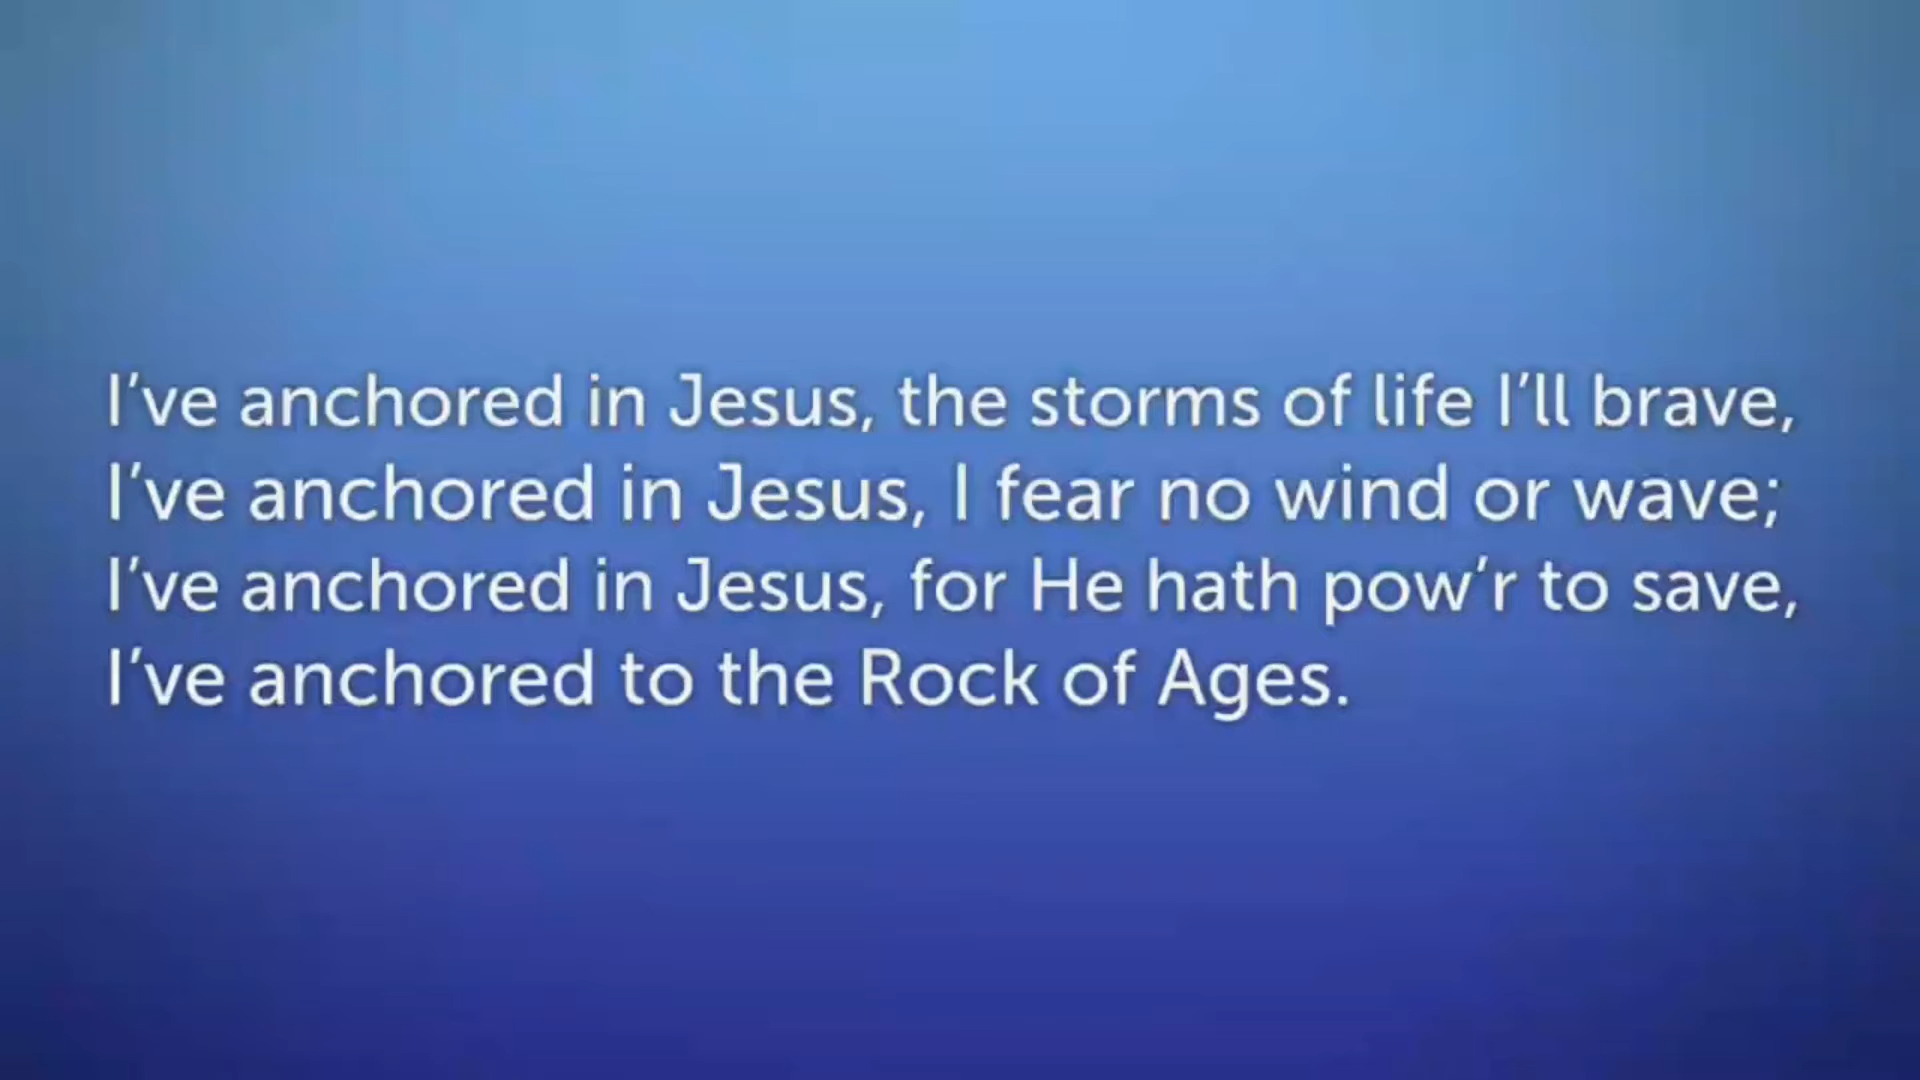 I’ve anchored in Jesus, the storms of life I’ll brave,
I’ve anchored in Jesus, I fear no wind or wave;
I’ve anchored in Jesus, for He hath pow’r to save,
I’ve anchored to the Rock of Ages.